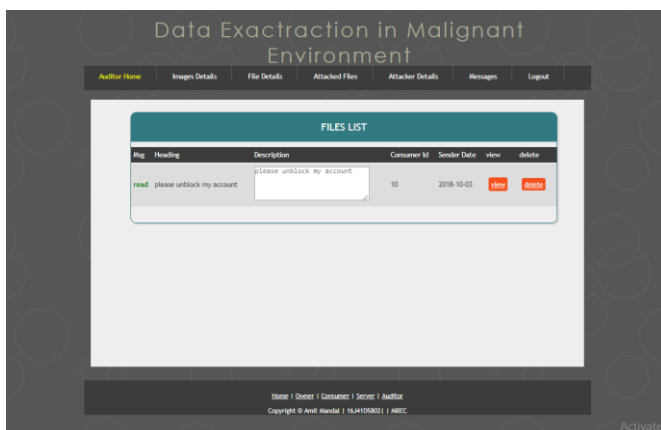 Data Exactraction in Malignant
Environment
Auditor Home Images Details File Details Attacked Files Attacker Details Messages Logout
FILES LIST
Msg Heading Description Consumer Id Sender Date view delete
read please unblock my account please unblock my account 10 2018-10-03 view delete
Home | Owner | Consumer | Server | Auditor
Copyright © Amit Mandal | 16J41D5802| | MREC
Activate